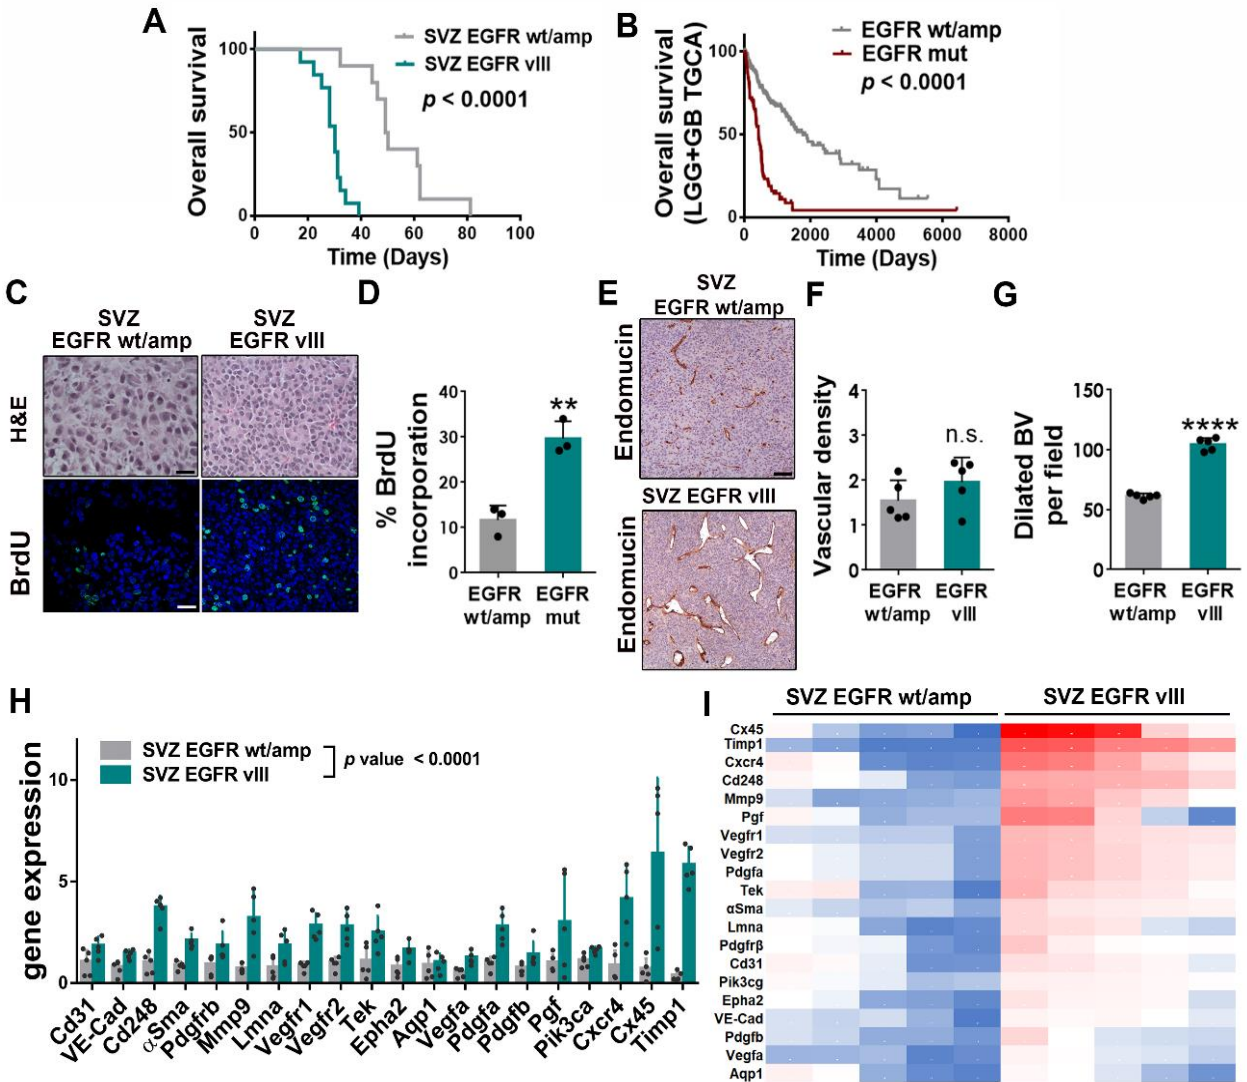 A
SVZ EGFR wt/amp
SVZ EGFR vIII
p < 0.0001
Overall survival
100
50
0
0 20 40 60 80 100
Time (Days)
B
EGFR wt/amp
EGFR mut
p < 0.0001
Overall survival
(LGG+GB TGCA)
100
50
0
0 2000 4000 6000 8000
Time (Days)
C
SVZ
EGFR wt/amp
SVZ
EGFR vIII
H&E
BrdU
D
% BrdU
incorporation
40
30
20
10
0
**
EGFR
wt/amp
EGFR
mut
E
SVZ
EGFR wt/amp
Endomucin
SVZ EGFR vIII
Endomucin
F
Vascular density
4
3
2
1
0
n.s.
EGFR
wt/amp
EGFR
vIII
G
Dilated BV
per field
150
100
50
0
****
EGFR
wt/amp
EGFR
vIII
H
SVZ EGFR wt/amp
SVZ EGFR vIII
p value < 0.0001
gene expression
10
5
0
Cd31
VE-Cad
Cd248
αSma
Pdgfrb
Mmp9
Lmna
Vegfr1
Vegfr2
Tek
Epha2
Aqp1
Vegfa
Pdgfa
Pdgfb
Pgf
Pik3ca
Cxcr4
Cx45
Timp1
I
SVZ EGFR wt/amp
SVZ EGFR vIII
Cx45
Timp1
Cxcr4
Cd248
Mmp9
Pgf
Vegfr1
Vegfr2
Pdgfa
Tek
αSma
Lmna
Pdgfrβ
Cd31
Pik3cg
Epha2
VE-Cad
Pdgfb
Vegfa
Aqp1